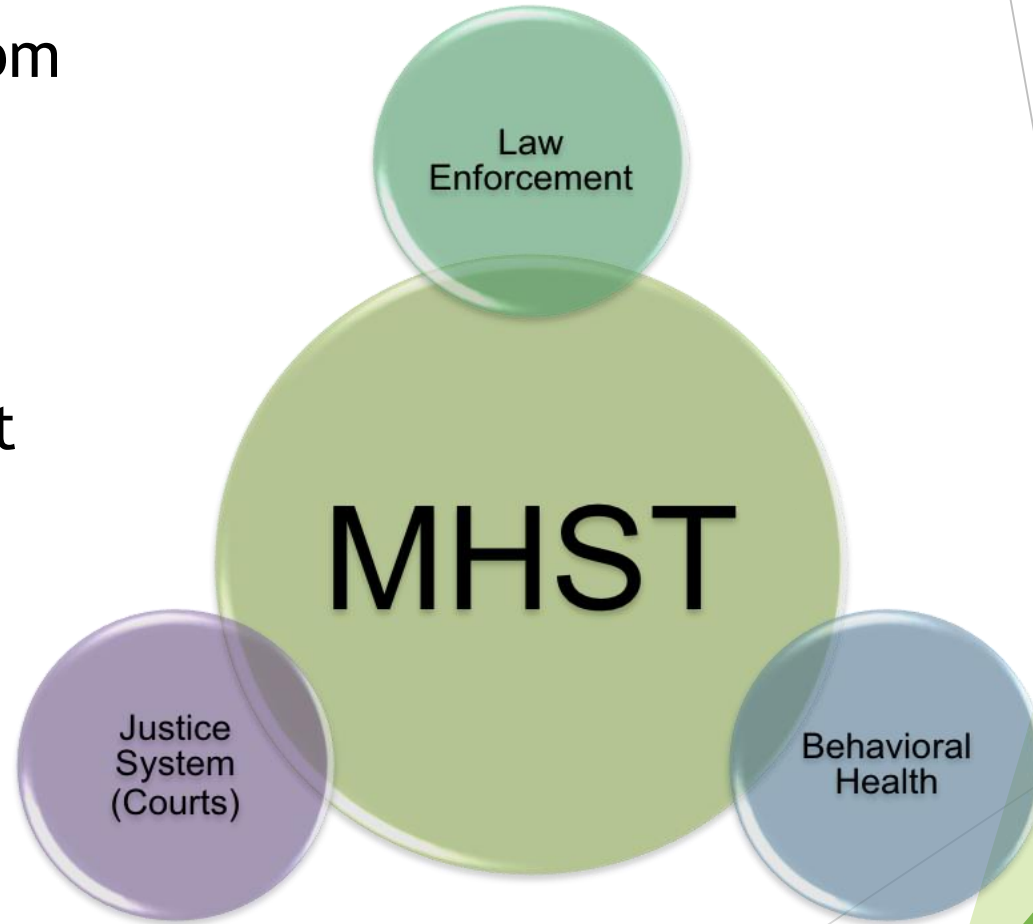 om
Law
Enforcement
t
MHST
Justice
System
(Courts)
Behavioral
Health